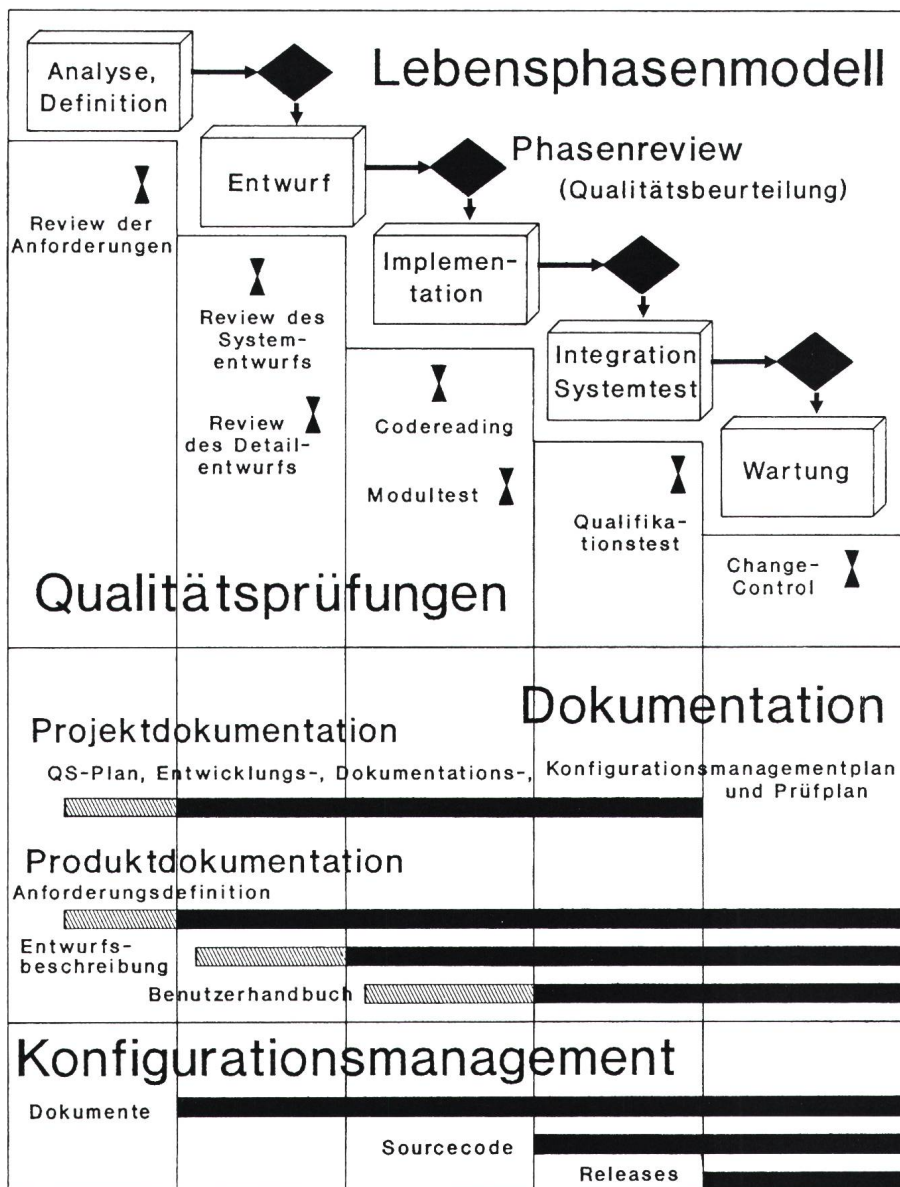 Lebensphasenmodell
Analyse,
Definition
Phasenreview
(Qualitätsbeurteilung)
Entwurf
Review der
Anforderungen
Implemen-
tation
Review des
System-
entwurfs
Integration
Systemtest
Review
des Detail-
entwurfs
Codereading
Modultest
Wartung
Qualifika-
tionstest
Change-
Control
Qualitätsprüfungen
Dokumentation
Projektdokumentation
QS-Plan, Entwicklungs-, Dokumentations-, Konfigurationsmanagementplan
und Prüfplan
Produktdokumentation
Anforderungsdefinition
Entwurfs-
beschreibung
Benutzerhandbuch
Konfigurationsmanagement
Dokumente
Sourcecode
Releases